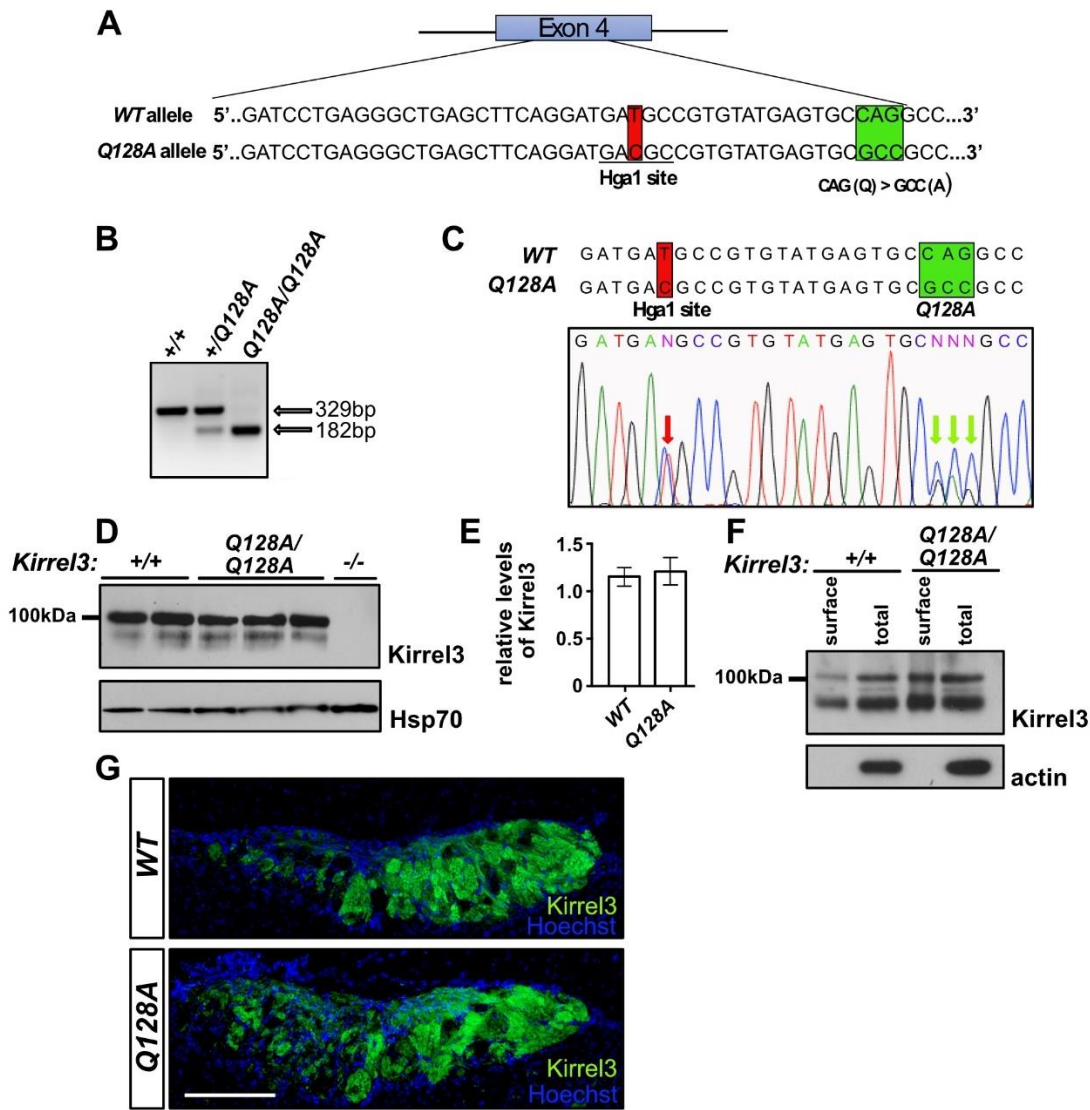 A
Exon 4
WT allele 5'..GATCCTGAGGGCTGAGCTTCAGGATGATGCCGTGTATGAGTGCCAGGCC...3'
Q128A allele 5'..GATCCTGAGGGCTGAGCTTCAGGATGACGCCGTGTATGAGTGCGCCGCC...3'
Hga1 site
CAG (Q) > GCC (A)
B
+/+
+/Q128A
Q128A/Q128A
329bp
182bp
C
WT GATGATGCCGTGTATGAGTGCCAGGCC
Q128A GATGACGCCGTGTATGAGTGCGCCGCC
Hga1 site
Q128A
GATGANGCCGTGTATGAGTGCNNNGCC
D
Kirrel3: +/+ Q128A/Q128A -/-
100kDa
Kirrel3
Hsp70
E
relative levels of Kirrel3
1.5
1.0
0.5
0
WT
Q128A
F
Kirrel3: +/+ Q128A/Q128A
surface total surface total
100kDa
Kirrel3
actin
G
WT
Kirrel3
Hoechst
Q128A
Kirrel3
Hoechst